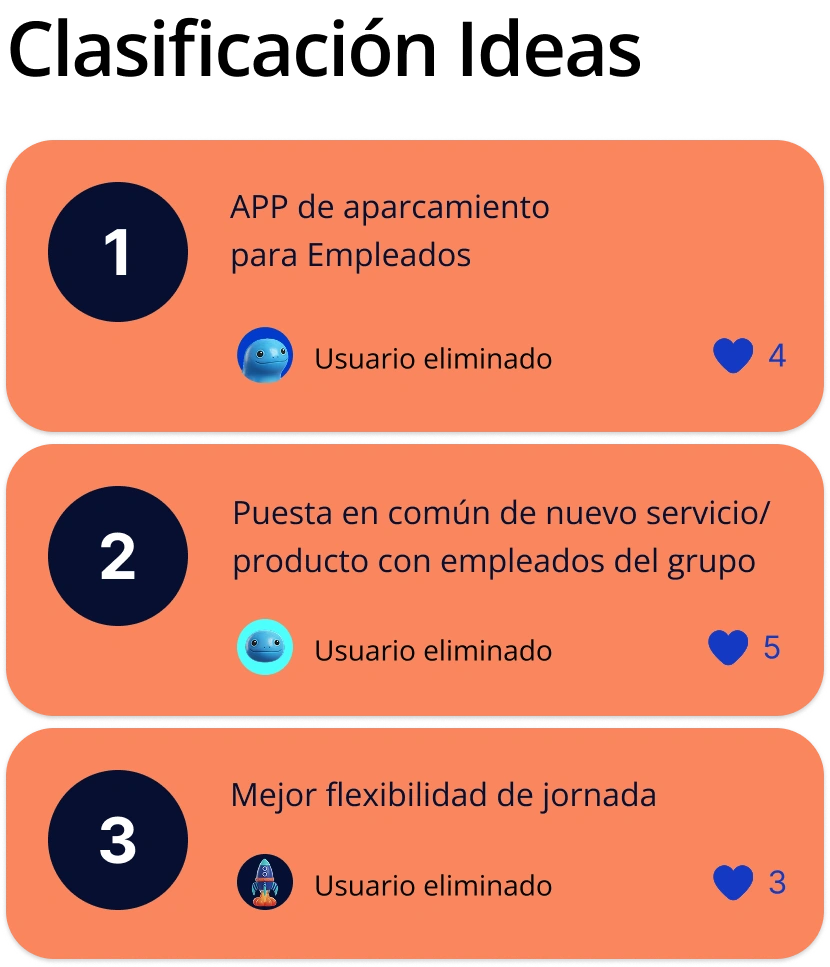 Clasificación Ideas
1
APP de aparcamiento
para Empleados
Usuario eliminado
4
2
Puesta en común de nuevo servicio/
producto con empleados del grupo
Usuario eliminado
5
3
Mejor flexibilidad de jornada
Usuario eliminado
3